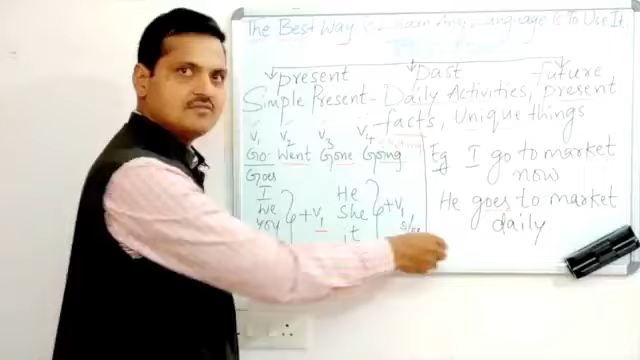 The Best Way to Learn Any Language Is To Use It.
present past future
Simple Present - Daily Activities, present
facts, Unique things
V1 V2 V3 V4
Go Went Gone Going
Goes
I
We
You
+V1
He
She
it
+V1
s/es
Eg I go to market
now
He goes to market
daily